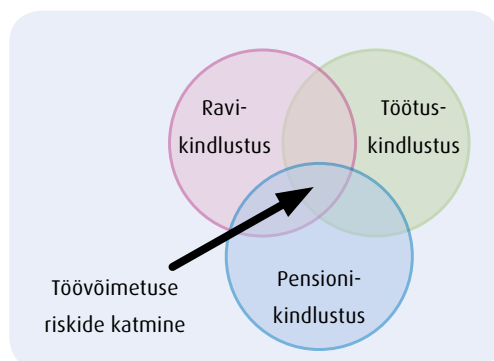 Ravi-
kindlustus
Töötus-
kindlustus
Pensioni-
kindlustus
Töövõimetuse
riskide katmine